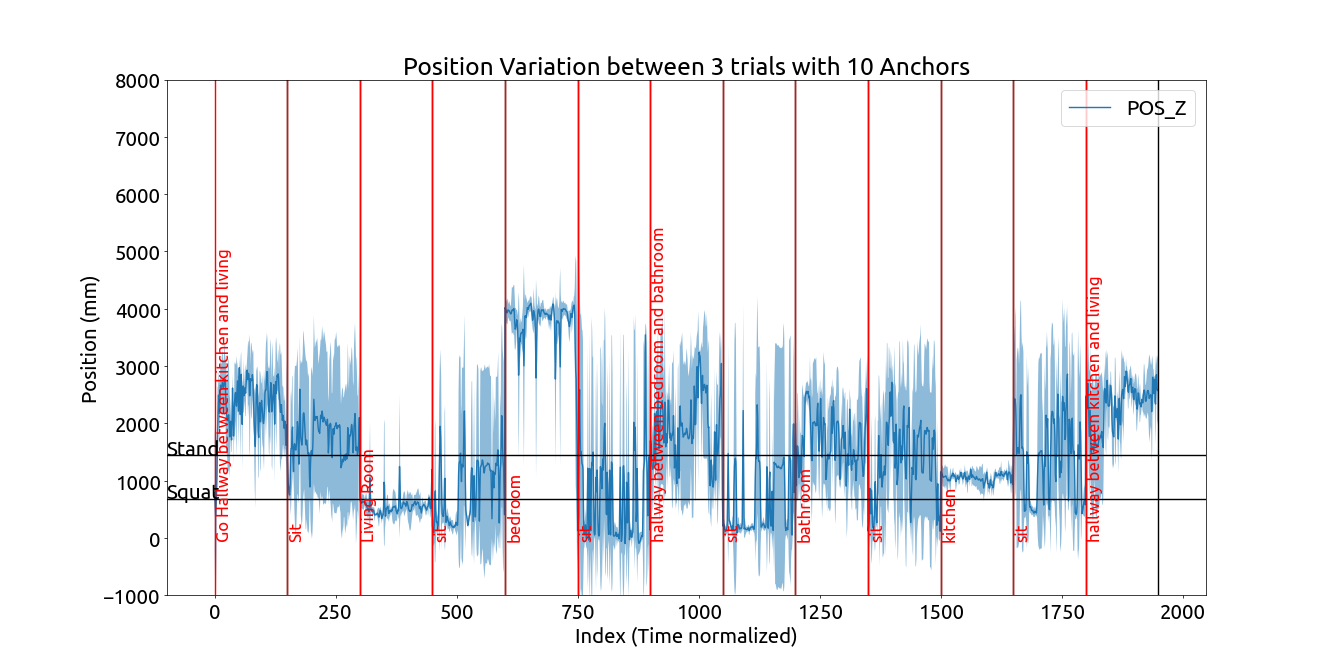 Position Variation between 3 trials with 10 Anchors
POS_Z
Position (mm)
8000
7000
6000
5000
4000
3000
2000
1000
0
−1000
Stand
Squat
Go Hallway between kitchen and living
Sit
Living Room
sit
bedroom
sit
hallway between bedroom and bathroom
sit
bathroom
sit
kitchen
sit
hallway between kitchen and living
0
250
500
750
1000
1250
1500
1750
2000
Index (Time normalized)